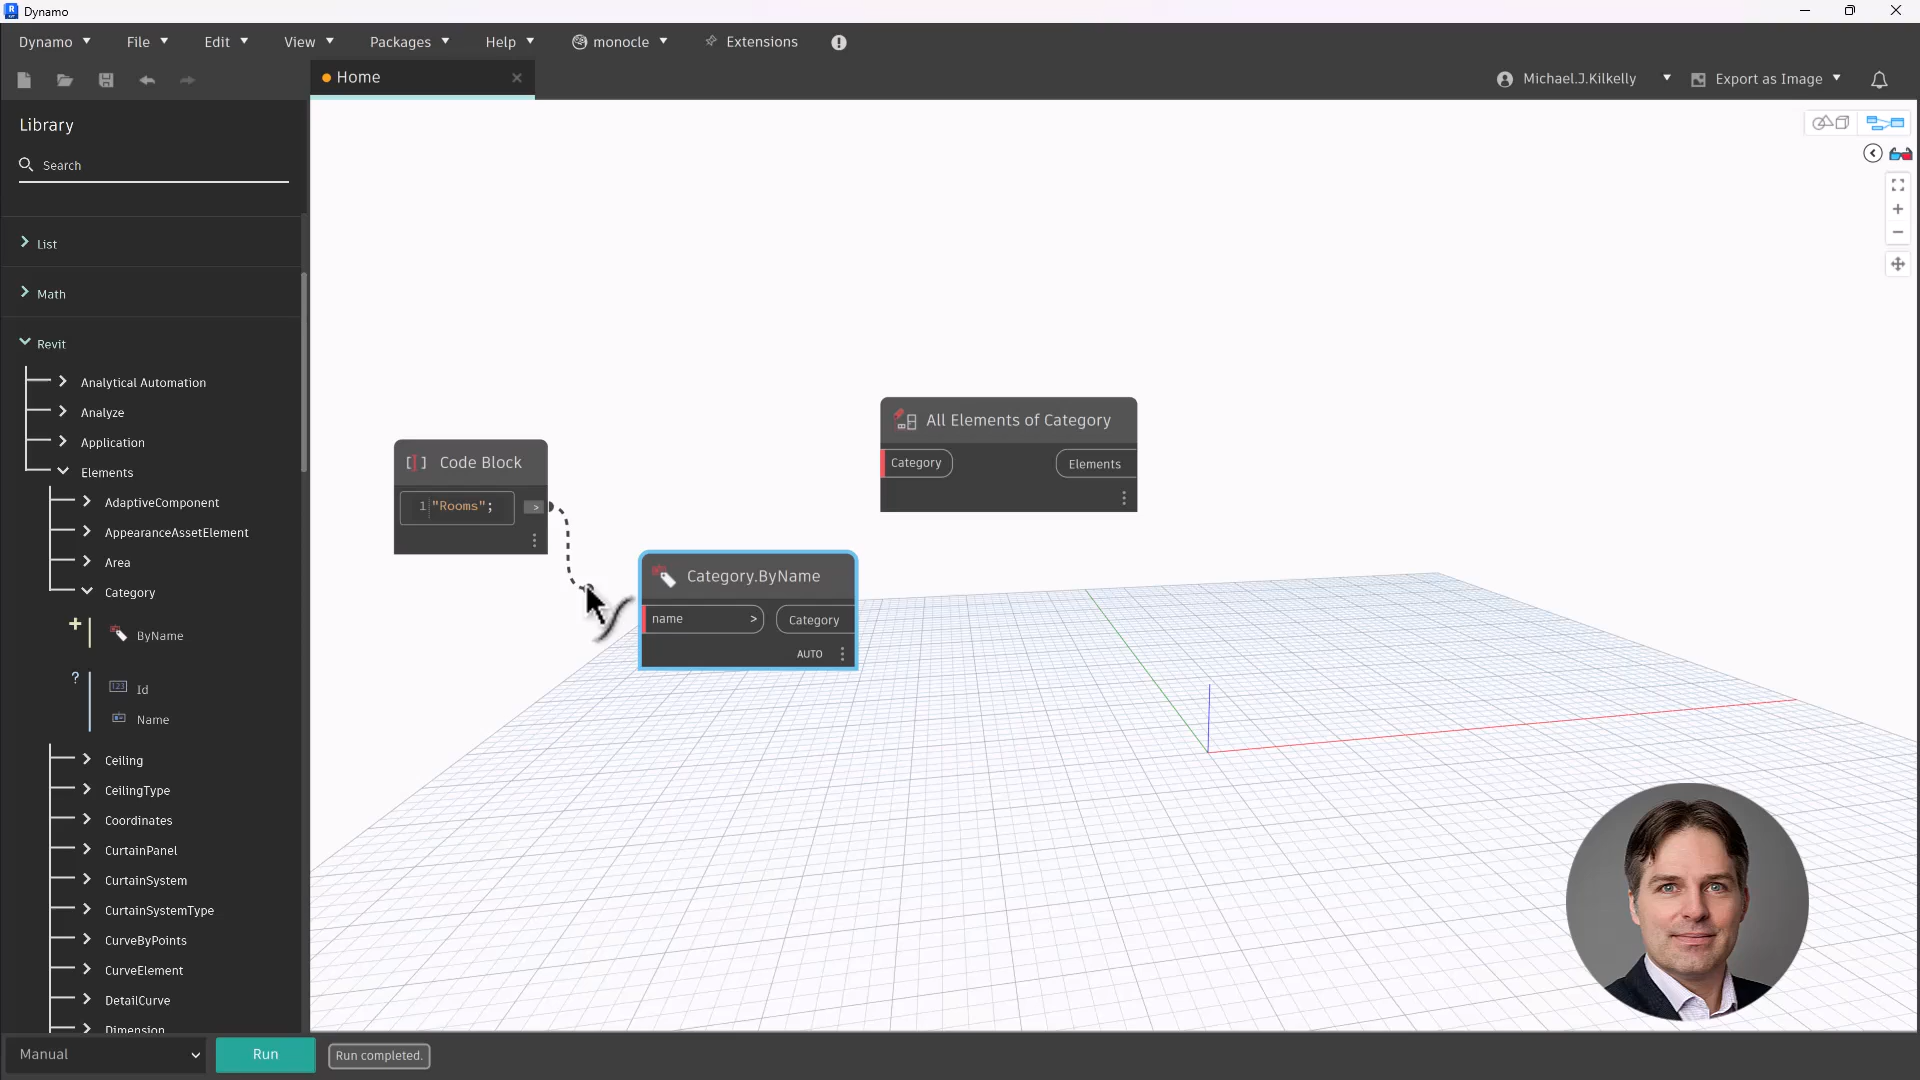 Dynamo
Dynamo File Edit View Packages Help monocle Extensions
Home
Michael.J.Kilkelly Export as Image
Library
Search
List
Math
Revit
Analytical Automation
Analyze
Application
Elements
AdaptiveComponent
AppearanceAssetElement
Area
Category
ByName
Id
Name
Ceiling
CeilingType
Coordinates
CurtainPanel
CurtainSystem
CurtainSystemType
CurveByPoints
CurveElement
DetailCurve
Dimension
Code Block
1 "Rooms"; >
All Elements of Category
Category Elements
Category.ByName
name > Category
AUTO
Manual Run Run completed.